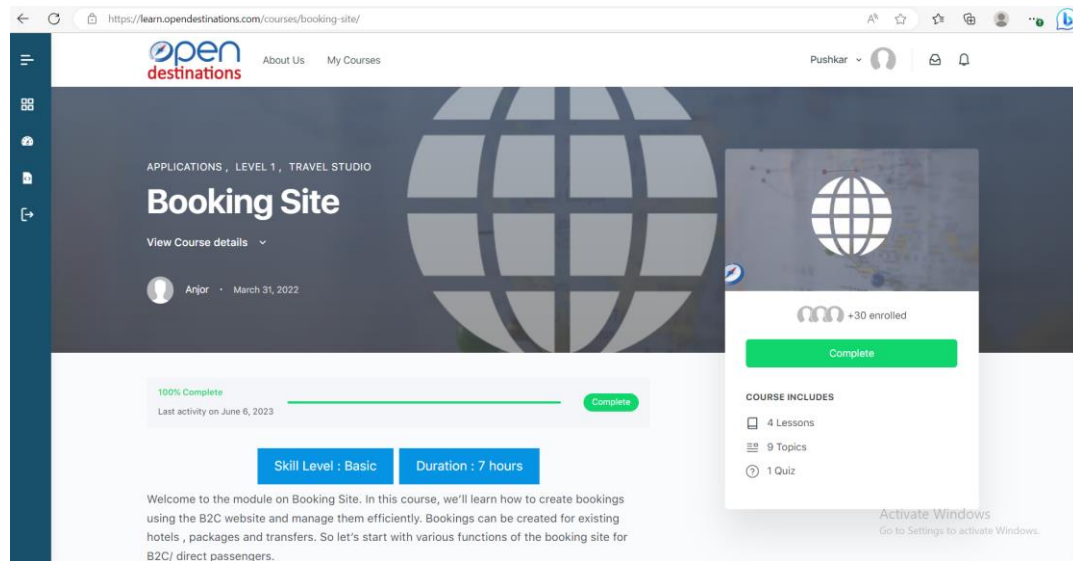 https://learn.opendestinations.com/courses/booking-site/
open
destinations
About Us My Courses
Pushkar
APPLICATIONS , LEVEL 1 , TRAVEL STUDIO
Booking Site
View Course details
Anjor · March 31, 2022
+30 enrolled
Complete
100% Complete
Last activity on June 6, 2023
Complete
COURSE INCLUDES
4 Lessons
9 Topics
1 Quiz
Skill Level : Basic
Duration : 7 hours
Welcome to the module on Booking Site. In this course, we'll learn how to create bookings
using the B2C website and manage them efficiently. Bookings can be created for existing
hotels , packages and transfers. So let's start with various functions of the booking site for
B2C/ direct passengers.
Activate Windows
Go to Settings to activate Windows.